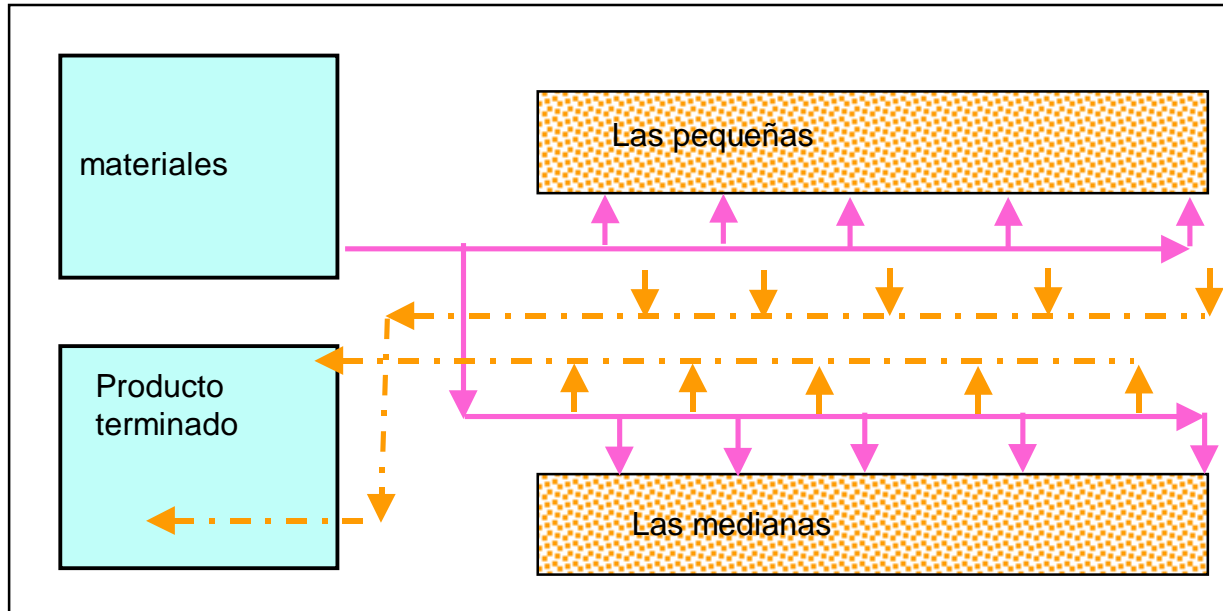 materiales
Las pequeñas
Producto
terminado
Las medianas